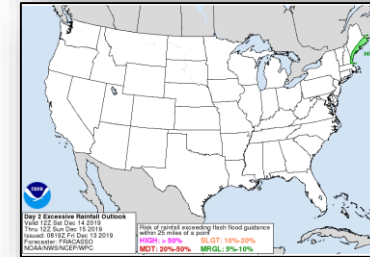 Day 2 Excessive Rainfall Outlook
Valid 12Z Sat Dec 14 2019
Thru 12Z Sun Dec 15 2019
Issued: 0819Z Fri Dec 13 2019
Forecaster: FRACASSO
NOAA/NWS/NCEP/WPC
Risk of rainfall exceeding flash flood guidance
within 25 miles of a point
HIGH: > 50% SLGT: 10%-20%
MDT: 20%-50% MRGL: 5%-10%